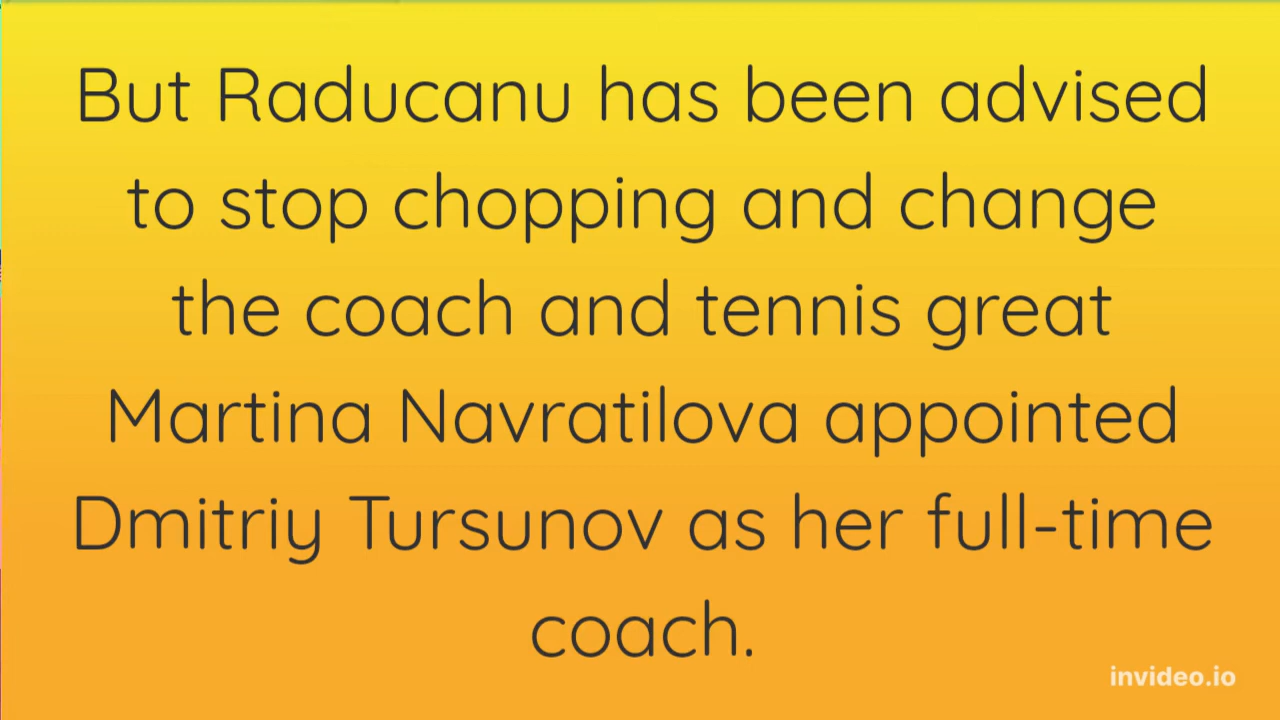 But Raducanu has been advised
to stop chopping and change
the coach and tennis great
Martina Navratilova appointed
Dmitriy Tursunov as her full-time
coach.
invideo.io